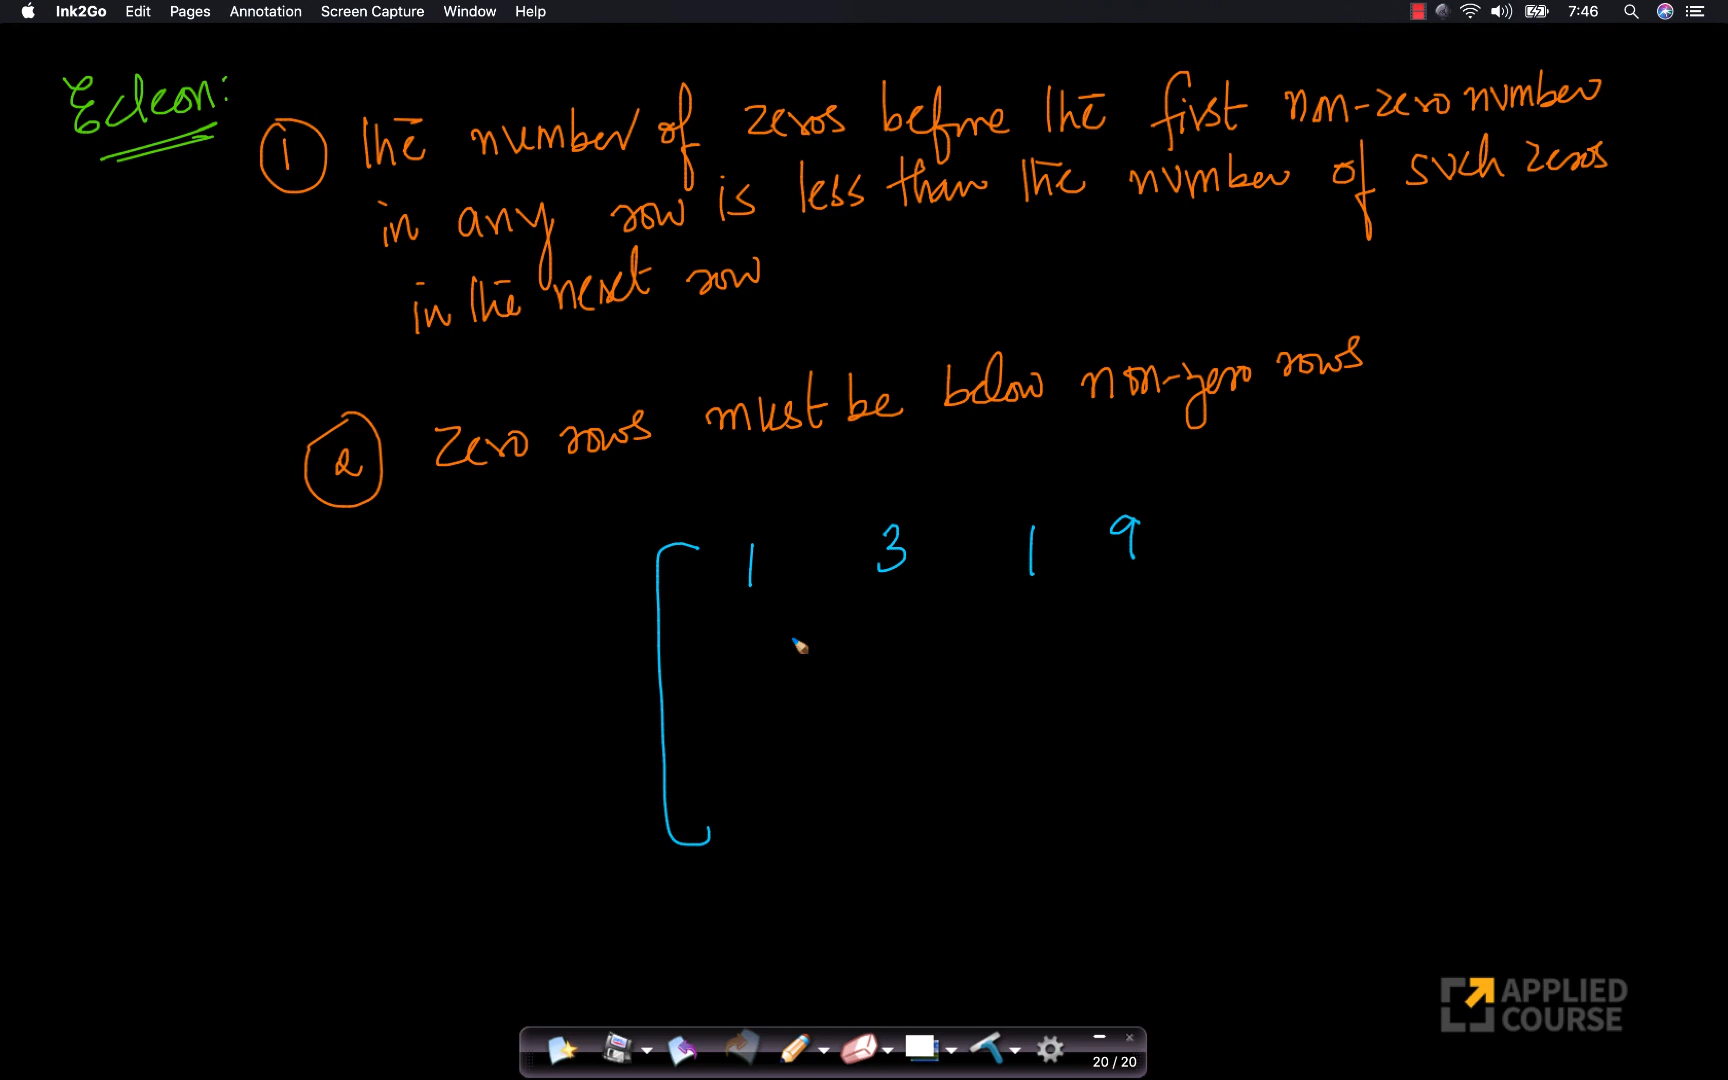 Ink2Go Edit Pages Annotation Screen Capture Window Help 7:46
Echeon:
1 The number of zeros before the first non-zero number
in any row is less than the number of such zeros
in the next row
2 Zero rows must be below non-zero rows
1 3 1 9
APPLIED
COURSE
20 / 20